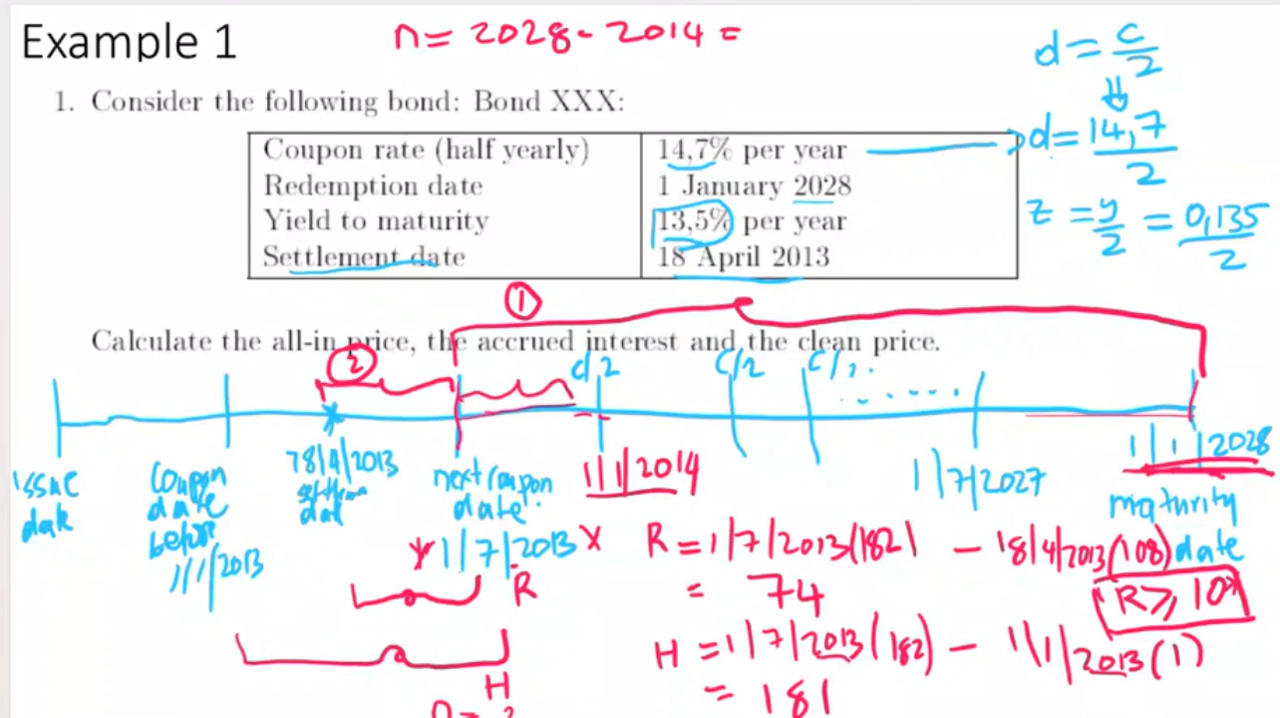 Example 1
n = 2028 - 2014 =
d = c/2
⇓
1. Consider the following bond: Bond XXX:
Coupon rate (half yearly) 14,7% per year
d = 14,7/2
Redemption date 1 January 2028
Yield to maturity 13,5% per year
z = y/2 = 0,135/2
Settlement date 18 April 2013
1
Calculate the all-in price, the accrued interest and the clean price.
2
c/2 C/2 C/2.
issue date
coupon date before 1/1/2013
18/4/2013 settlement date
next coupon date. 1/7/2013
1/1/2014
1/7/2027
1/1/2028
maturity date
R = 1/7/2013(182) - 18/4/2013(108)
= 74
R
R ≥ 10*
H = 1/7/2013(182) - 1/1/2013(1)
= 181
H